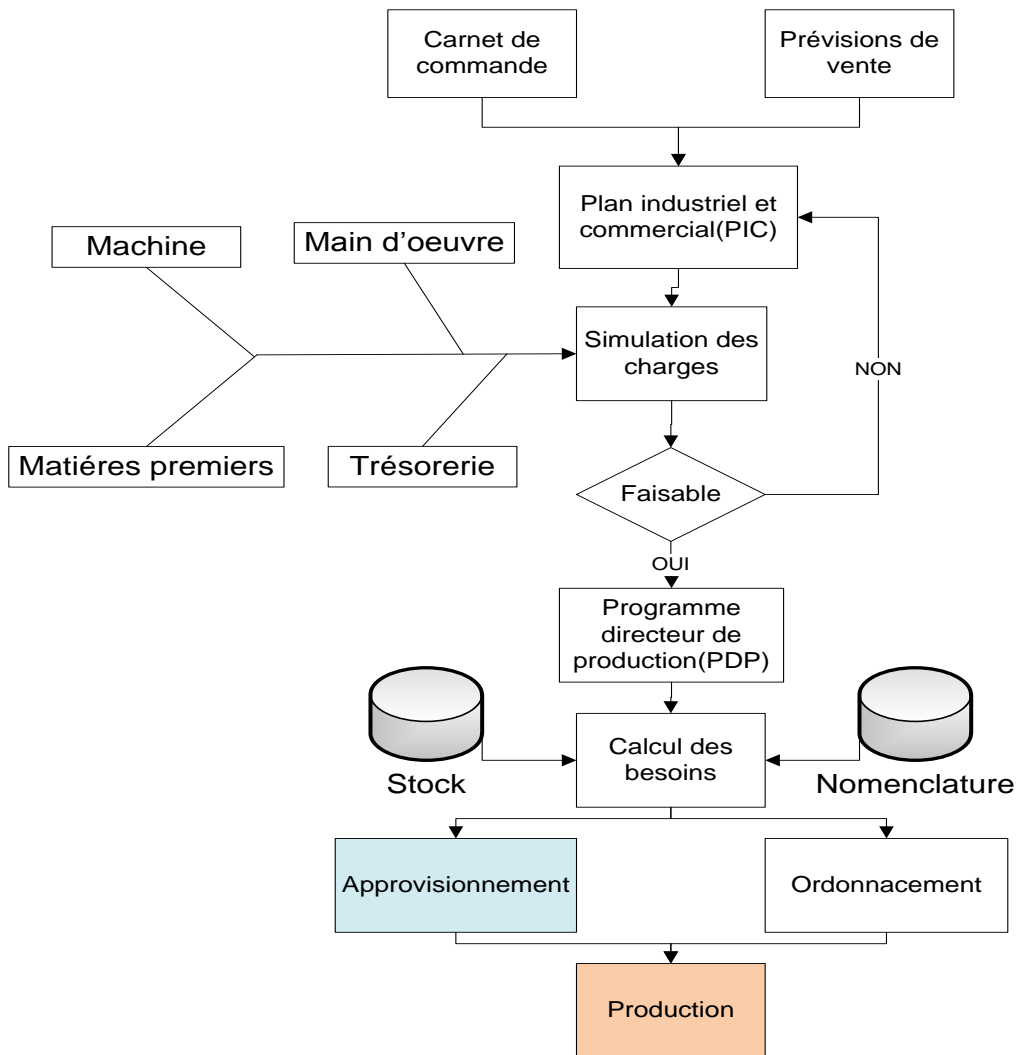 Carnet de
commande
Prévisions de
vente
Plan industriel et
commercial(PIC)
Machine
Main d'oeuvre
Simulation des
charges
NON
Matiéres premiers
Trésorerie
Faisable
OUI
Programme
directeur de
production(PDP)
Calcul des
besoins
Stock
Nomenclature
Approvisionnement
Ordonnacement
Production